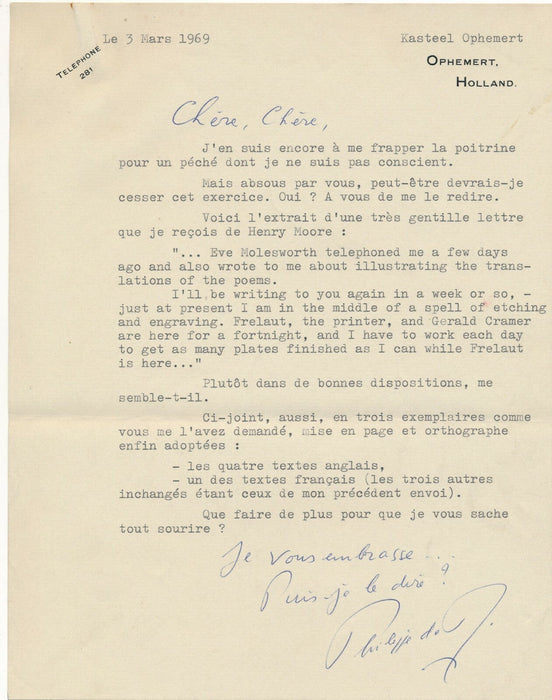 Le 3 Mars 1969
Kasteel Ophemert
TELEPHONE
281
OPHEMERT,
HOLLAND.
Chère, Chère,
J'en suis encore à me frapper la poitrine
pour un péché dont je ne suis pas conscient.
Mais absous par vous, peut-être devrais-je
cesser cet exercice. Oui ? A vous de me le redire.
Voici l'extrait d'une très gentille lettre
que je reçois de Henry Moore :
"... Eve Molesworth telephoned me a few days
ago and also wrote to me about illustrating the trans-
lations of the poems.
I'll be writing to you again in a week or so, -
just at present I am in the middle of a spell of etching
and engraving. Frelaut, the printer, and Gerald Cramer
are here for a fortnight, and I have to work each day
to get as many plates finished as I can while Frelaut
is here..."
Plutôt dans de bonnes dispositions, me
semble-t-il.
Ci-joint, aussi, en trois exemplaires comme
vous me l'avez demandé, mise en page et orthographe
enfin adoptées :
- les quatre textes anglais,
- un des textes français (les trois autres
inchangés étant ceux de mon précédent envoi).
Que faire de plus pour que je vous sache
tout sourire ?
Je vous embrasse ...
Puis-je le dire ?
Philippe de